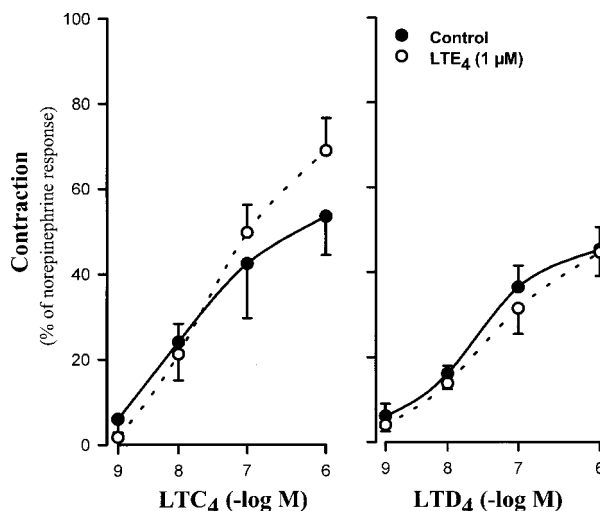 100
80
60
40
20
0
Contraction
(% of norepinephrine response)
Control
LTE4 (1 µM)
9 8 7 6
LTC4 (-log M)
9 8 7 6
LTD4 (-log M)